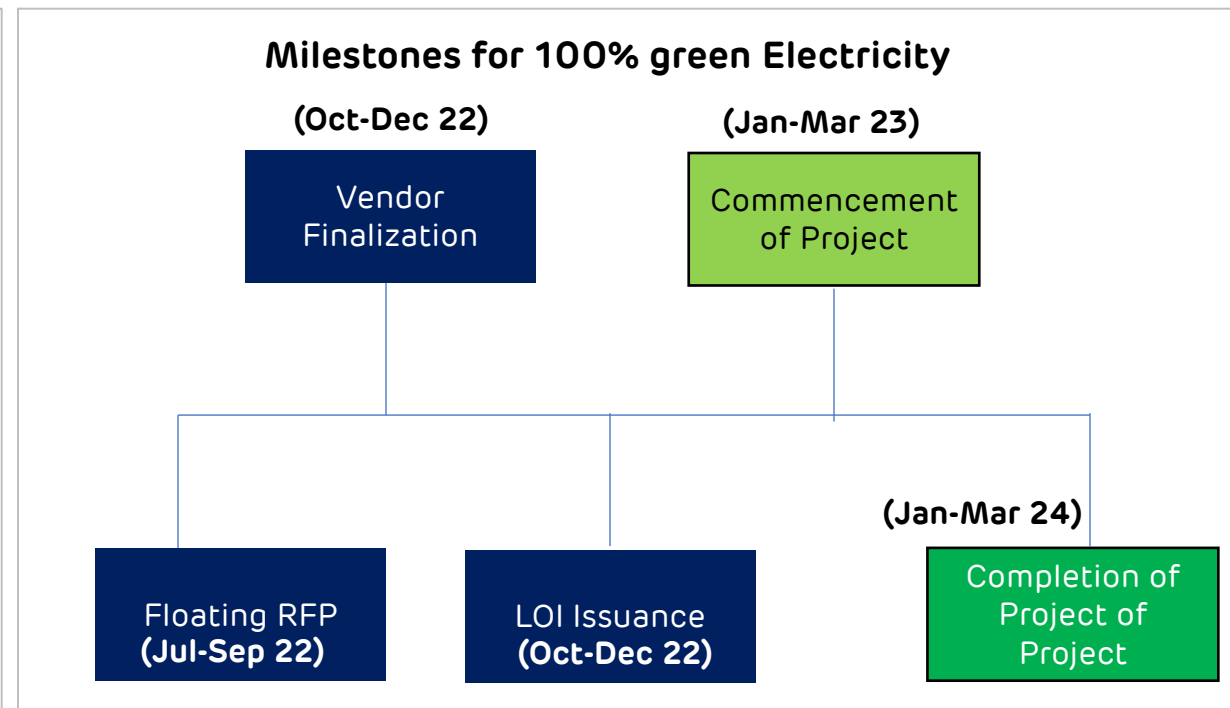 Milestones for 100% green Electricity
(Oct-Dec 22)
(Jan-Mar 23)
Vendor
Finalization
Commencement
of Project
(Jan-Mar 24)
Floating RFP
(Jul-Sep 22)
LOI Issuance
(Oct-Dec 22)
Completion of
Project of
Project